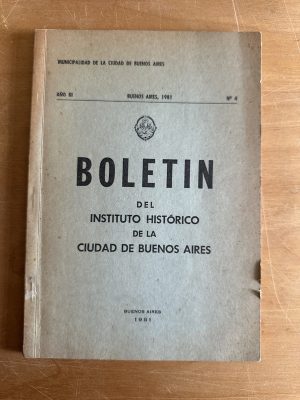 MUNICIPALIDAD DE LA CIUDAD DE BUENOS AIRES
AÑO III BUENOS AIRES, 1981 Nº 4
BOLETIN
DEL
INSTITUTO HISTÓRICO
DE LA
CIUDAD DE BUENOS AIRES
BUENOS AIRES
1981